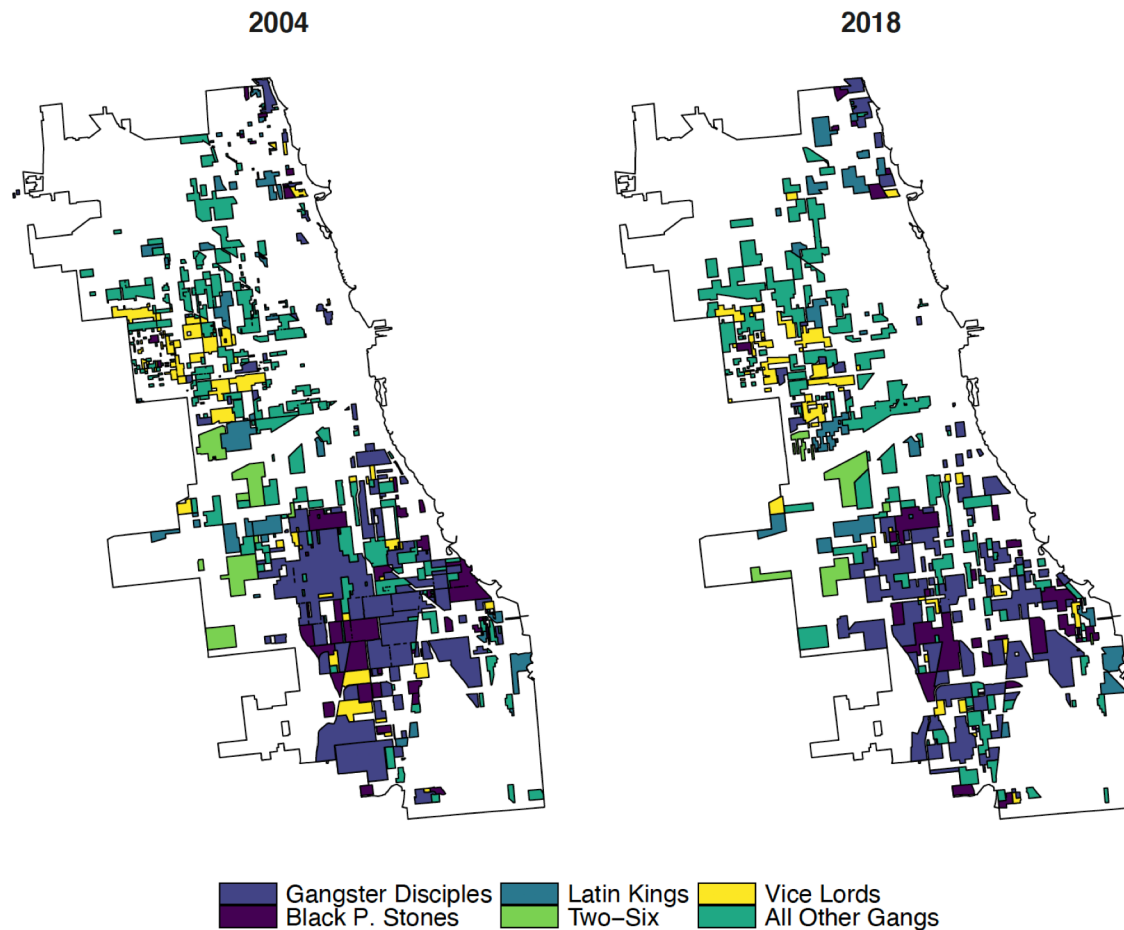 2004 2018
Gangster Disciples Latin Kings Vice Lords
Black P. Stones Two−Six All Other Gangs